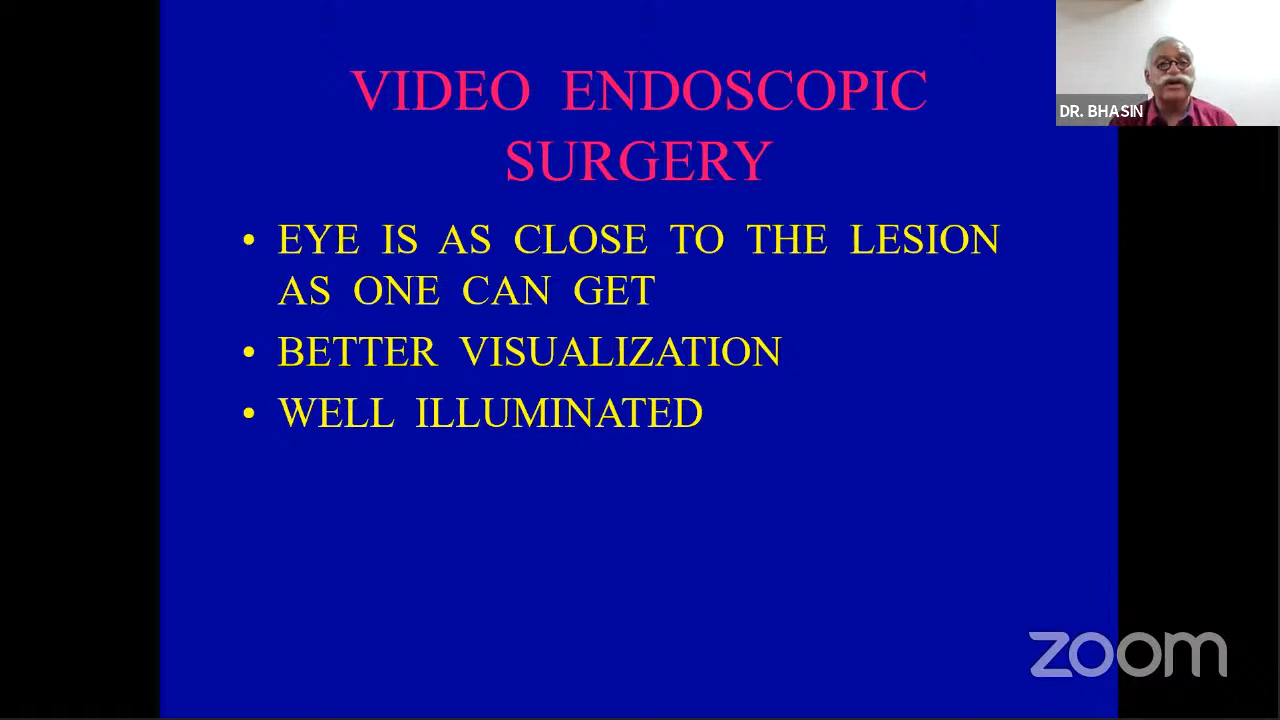 VIDEO ENDOSCOPIC
SURGERY
DR. BHASIN
• EYE IS AS CLOSE TO THE LESION
AS ONE CAN GET
• BETTER VISUALIZATION
• WELL ILLUMINATED
zoom